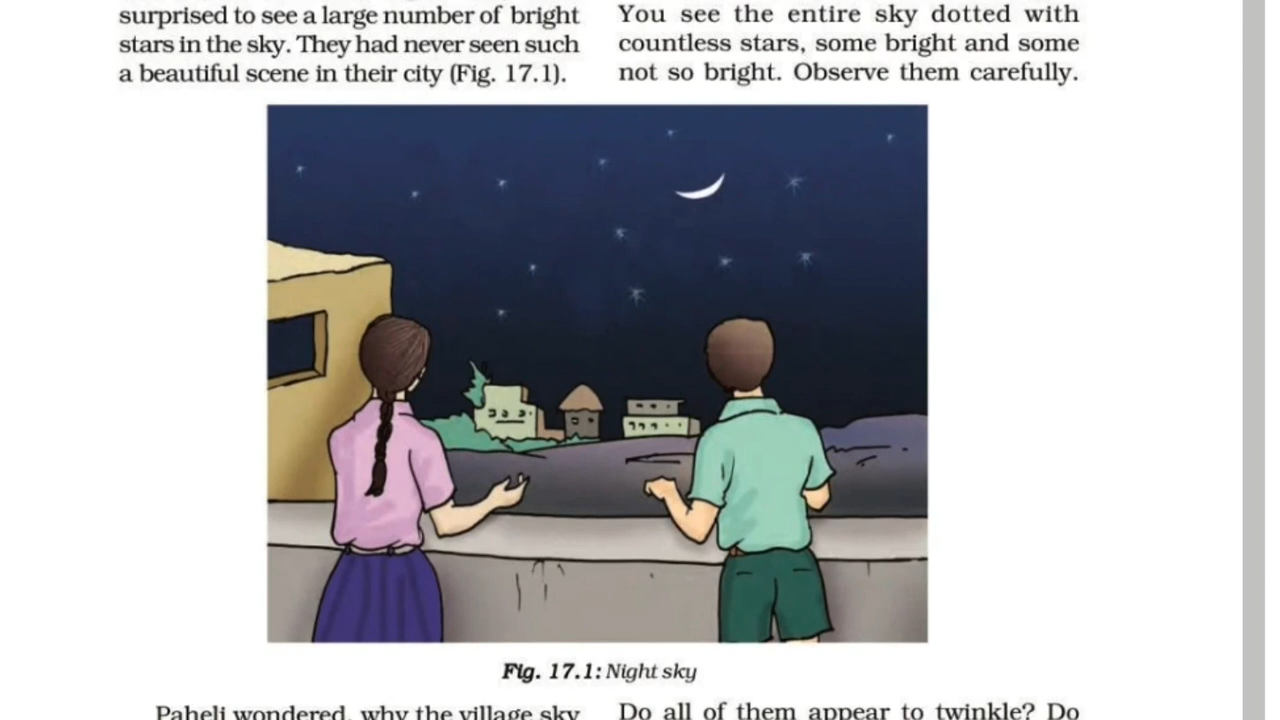 surprised to see a large number of bright
stars in the sky. They had never seen such
a beautiful scene in their city (Fig. 17.1).
You see the entire sky dotted with
countless stars, some bright and some
not so bright. Observe them carefully.
Fig. 17.1: Night sky
Paheli wondered, why the village sky
Do all of them appear to twinkle? Do